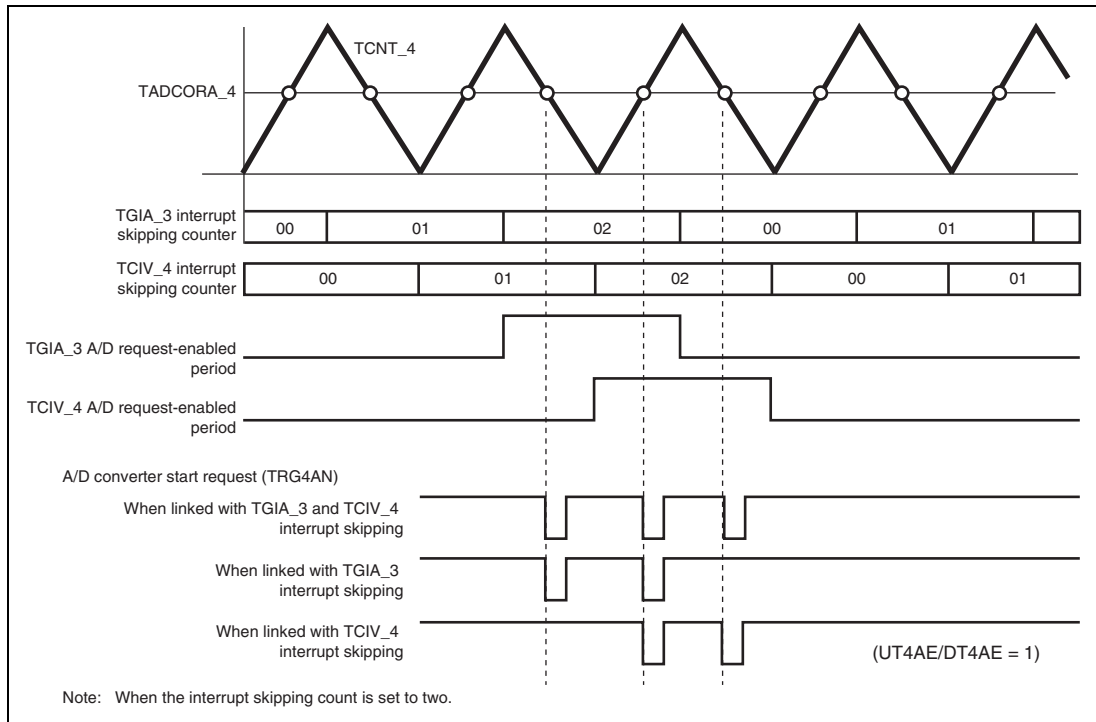 TCNT_4
TADCORA_4
TGIA_3 interrupt
skipping counter
00 01 02 00 01
TCIV_4 interrupt
skipping counter
00 01 02 00 01
TGIA_3 A/D request-enabled
period
TCIV_4 A/D request-enabled
period
A/D converter start request (TRG4AN)
When linked with TGIA_3 and TCIV_4
interrupt skipping
When linked with TGIA_3
interrupt skipping
When linked with TCIV_4
interrupt skipping
(UT4AE/DT4AE = 1)
Note: When the interrupt skipping count is set to two.